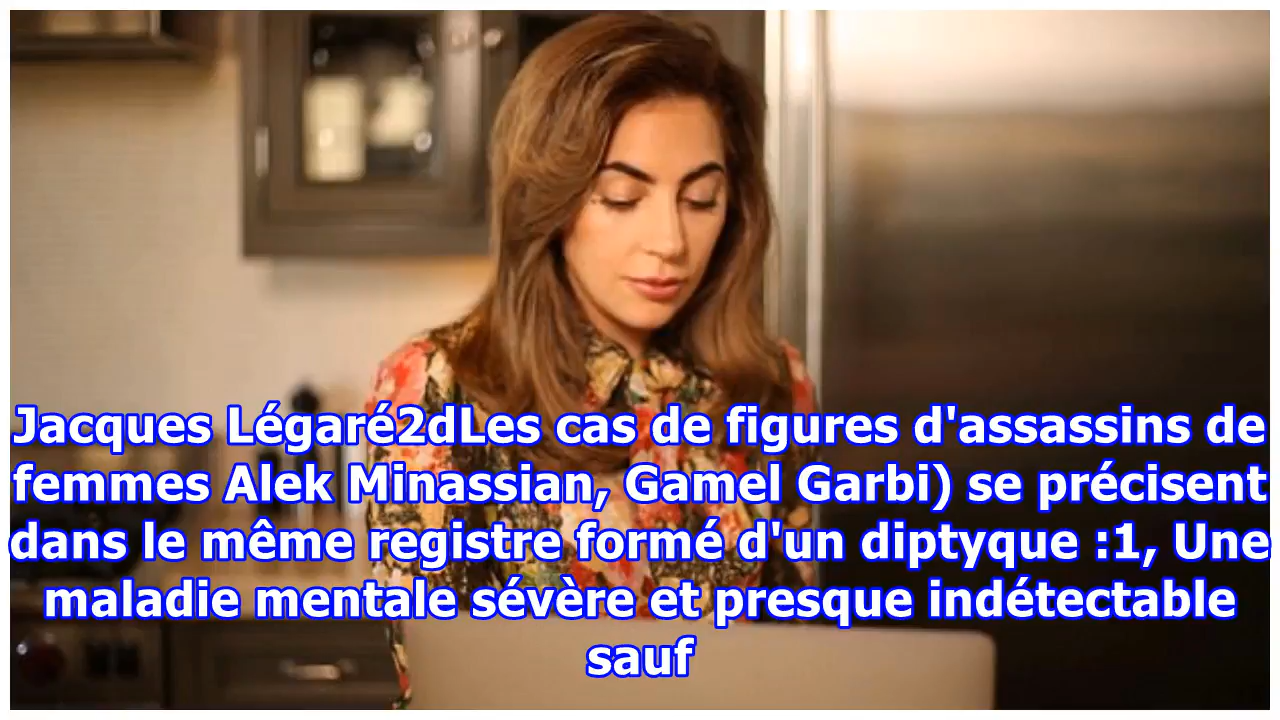 Jacques Légaré2dLes cas de figures d'assassins de
femmes Alek Minassian, Gamel Garbi) se précisent
dans le même registre formé d'un diptyque :1, Une
maladie mentale sévère et presque indétectable
sauf